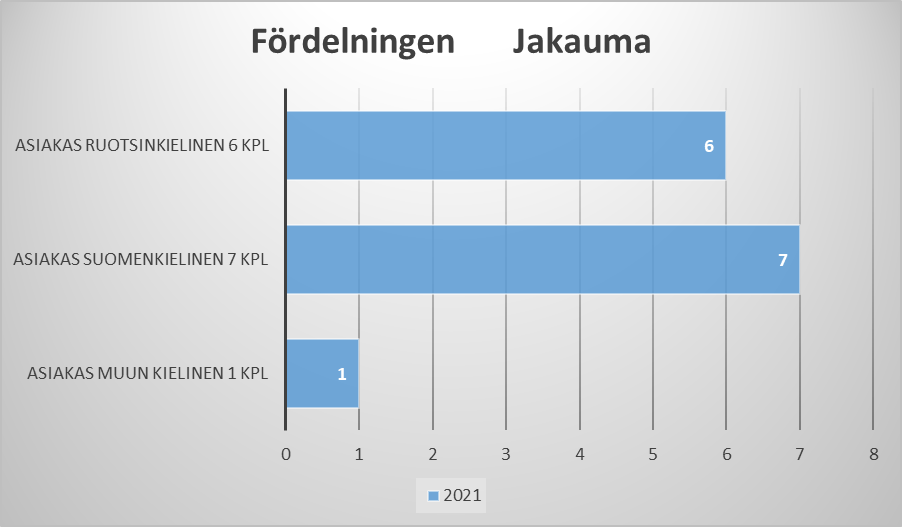 Fördelningen Jakauma
ASIAKAS RUOTSINKIELINEN 6 KPL
6
ASIAKAS SUOMENKIELINEN 7 KPL
7
ASIAKAS MUUN KIELINEN 1 KPL
1
0 1 2 3 4 5 6 7 8
2021